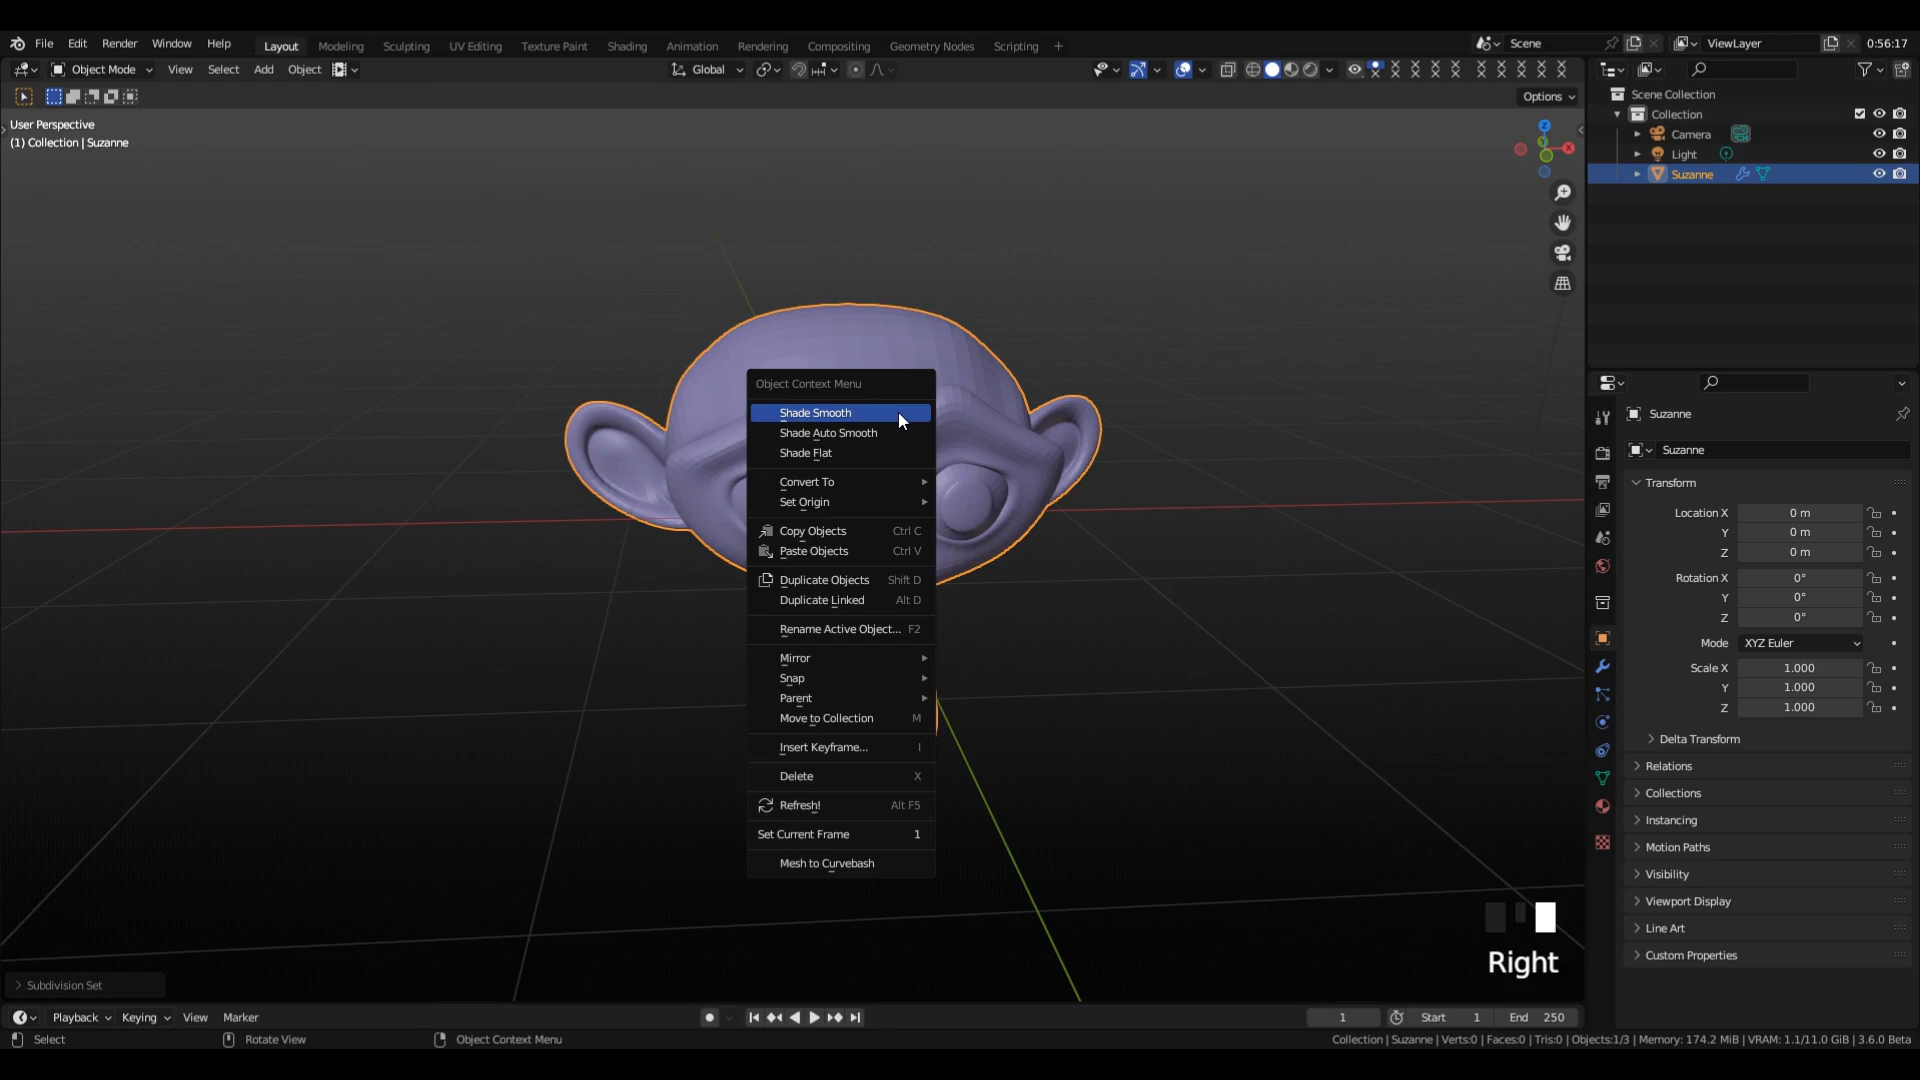 File Edit Render Window Help Layout Modeling Sculpting UV Editing Texture Paint Shading Animation Rendering Compositing Geometry Nodes Scripting + Scene ViewLayer 0:56:17
Object Mode View Select Add Object Global
Options
User Perspective
(1) Collection | Suzanne
Object Context Menu
Shade Smooth
Shade Auto Smooth
Shade Flat
Convert To
Set Origin
Copy Objects Ctrl C
Paste Objects Ctrl V
Duplicate Objects Shift D
Duplicate Linked Alt D
Rename Active Object... F2
Mirror
Snap
Parent
Move to Collection M
Insert Keyframe... I
Delete X
Refresh! Alt F5
Set Current Frame 1
Mesh to Curvebash
Right
Subdivision Set
Z
X
Scene Collection
Collection
Camera
Light
Suzanne
Suzanne
Suzanne
Transform
Location X 0 m
Y 0 m
Z 0 m
Rotation X 0°
Y 0°
Z 0°
Mode XYZ Euler
Scale X 1.000
Y 1.000
Z 1.000
Delta Transform
Relations
Collections
Instancing
Motion Paths
Visibility
Viewport Display
Line Art
Custom Properties
Playback Keying View Marker 1 Start 1 End 250
Select Rotate View Object Context Menu Collection | Suzanne | Verts:0 | Faces:0 | Tris:0 | Objects:1/3 | Memory: 174.2 MiB | VRAM: 1.1/11.0 GiB | 3.6.0 Beta